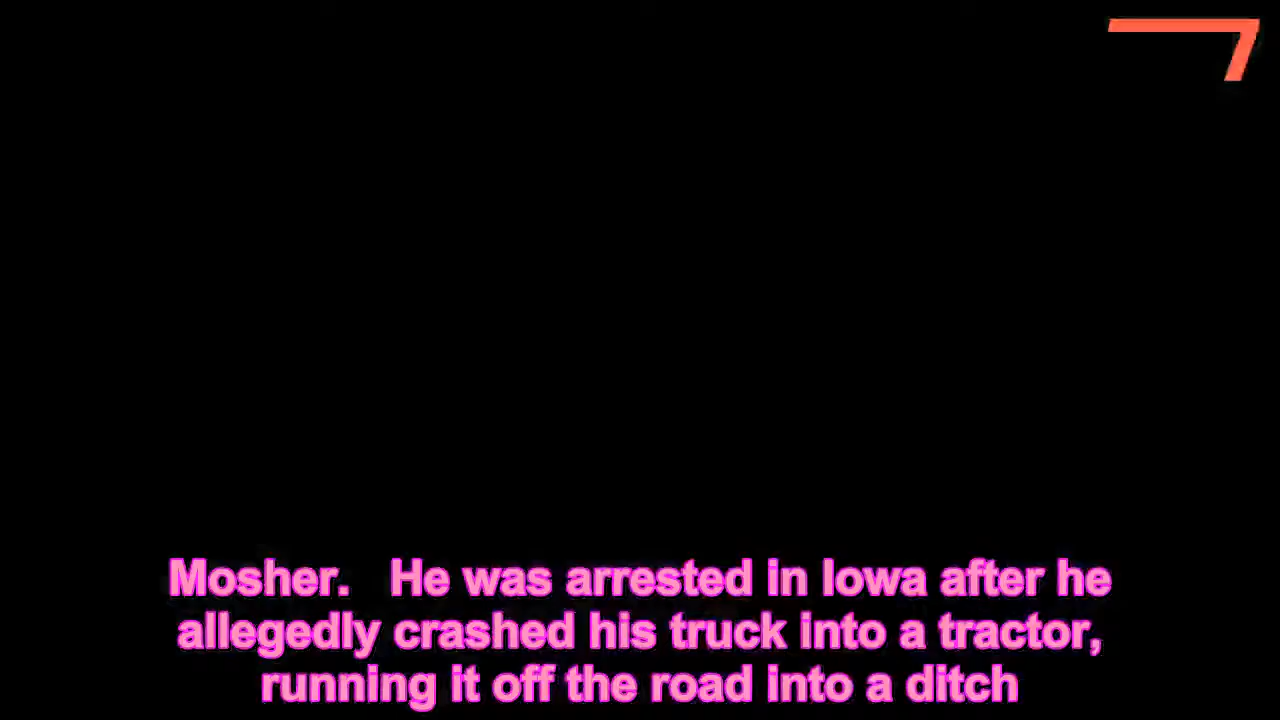 Mosher.   He was arrested in Iowa after he
allegedly crashed his truck into a tractor,
running it off the road into a ditch